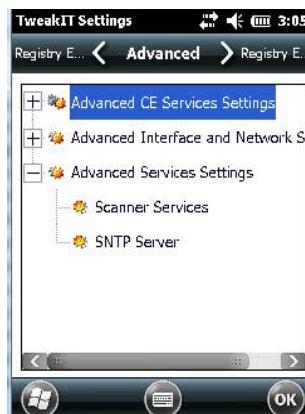 TweakIT Settings 3:05
Registry E... Advanced Registry E.
Advanced CE Services Settings
Advanced Interface and Network S
Advanced Services Settings
Scanner Services
SNTP Server
OK